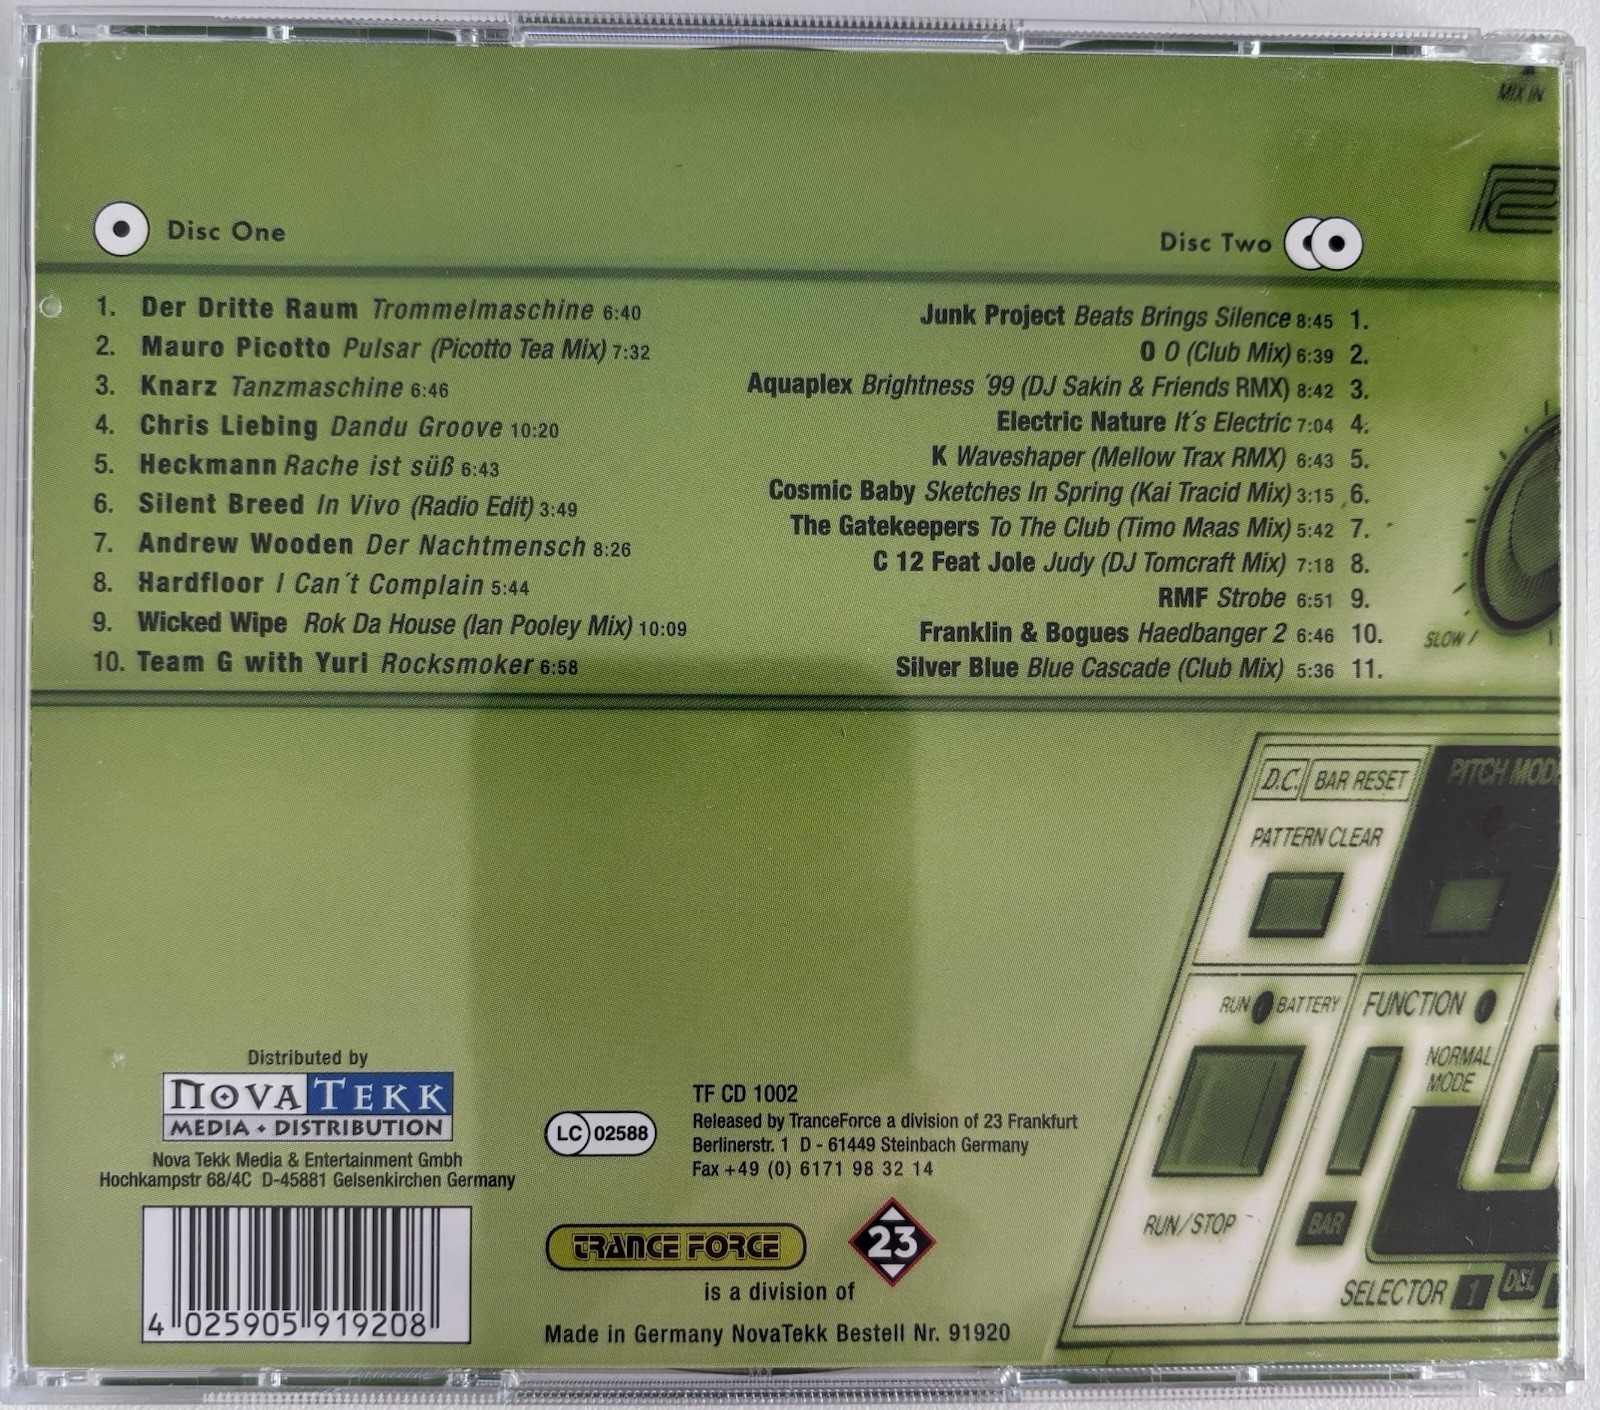 MIX IN
Disc One
1. Der Dritte Raum Trommelmaschine 6:40
2. Mauro Picotto Pulsar (Picotto Tea Mix) 7:32
3. Knarz Tanzmaschine 6:46
4. Chris Liebing Dandu Groove 10:20
5. Heckmann Rache ist süß 6:43
6. Silent Breed In Vivo (Radio Edit) 3:49
7. Andrew Wooden Der Nachtmensch 8:26
8. Hardfloor I Can´t Complain 5:44
9. Wicked Wipe Rok Da House (Ian Pooley Mix) 10:09
10. Team G with Yuri Rocksmoker 6:58
Disc Two
Junk Project Beats Brings Silence 8:45 1.
O O (Club Mix) 6:39 2.
Aquaplex Brightness ´99 (DJ Sakin & Friends RMX) 8:42 3.
Electric Nature It´s Electric 7:04 4.
K Waveshaper (Mellow Trax RMX) 6:43 5.
Cosmic Baby Sketches In Spring (Kai Tracid Mix) 3:15 6.
The Gatekeepers To The Club (Timo Maas Mix) 5:42 7.
C 12 Feat Jole Judy (DJ Tomcraft Mix) 7:18 8.
RMF Strobe 6:51 9.
Franklin & Bogues Haedbanger 2 6:46 10.
Silver Blue Blue Cascade (Club Mix) 5:36 11.
SLOW
D.C. BAR RESET
PITCH MODE
PATTERN CLEAR
RUN BATTERY
FUNCTION
NORMAL
MODE
RUN/STOP
BAR
SELECTOR 1 DEL
Distributed by
NOVA TEKK
MEDIA • DISTRIBUTION
Nova Tekk Media & Entertainment Gmbh
Hochkampstr 68/4C D-45881 Gelsenkirchen Germany
4 025905 919208
LC 02588
TF CD 1002
Released by TranceForce a division of 23 Frankfurt
Berlinerstr. 1 D - 61449 Steinbach Germany
Fax +49 (0) 6171 98 32 14
TRANCE FORCE
23
is a division of
Made in Germany NovaTekk Bestell Nr. 91920